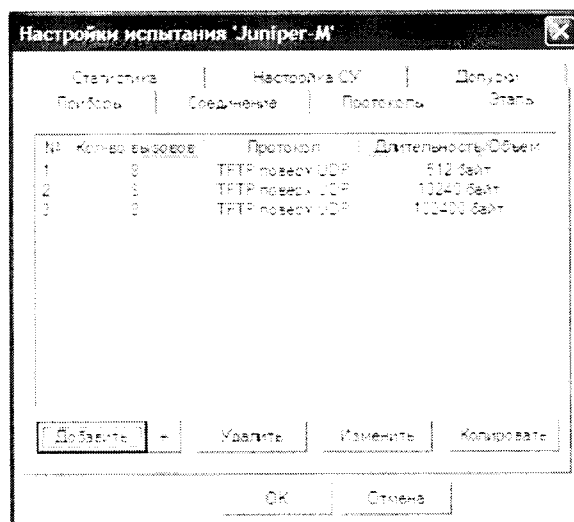 Настройки испытания 'Juniper-M'
Статистика Настройка СУ Допуски
Приборы Соединение Протоколы Этапы
№ Кол-во вызовов Протокол Длительность/Объем
1 TFTP поверх UDP 512 байт
2 TFTP поверх UDP 10240 байт
3 TFTP поверх UDP 102400 байт
Добавить Удалить Изменить Копировать
OK Отмена